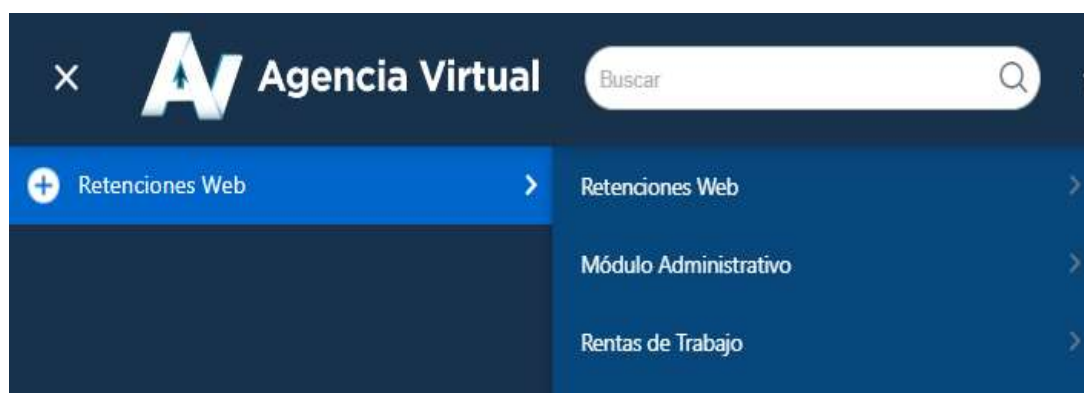 Agencia Virtual
Buscar
Retenciones Web
Retenciones Web
Módulo Administrativo
Rentas de Trabajo